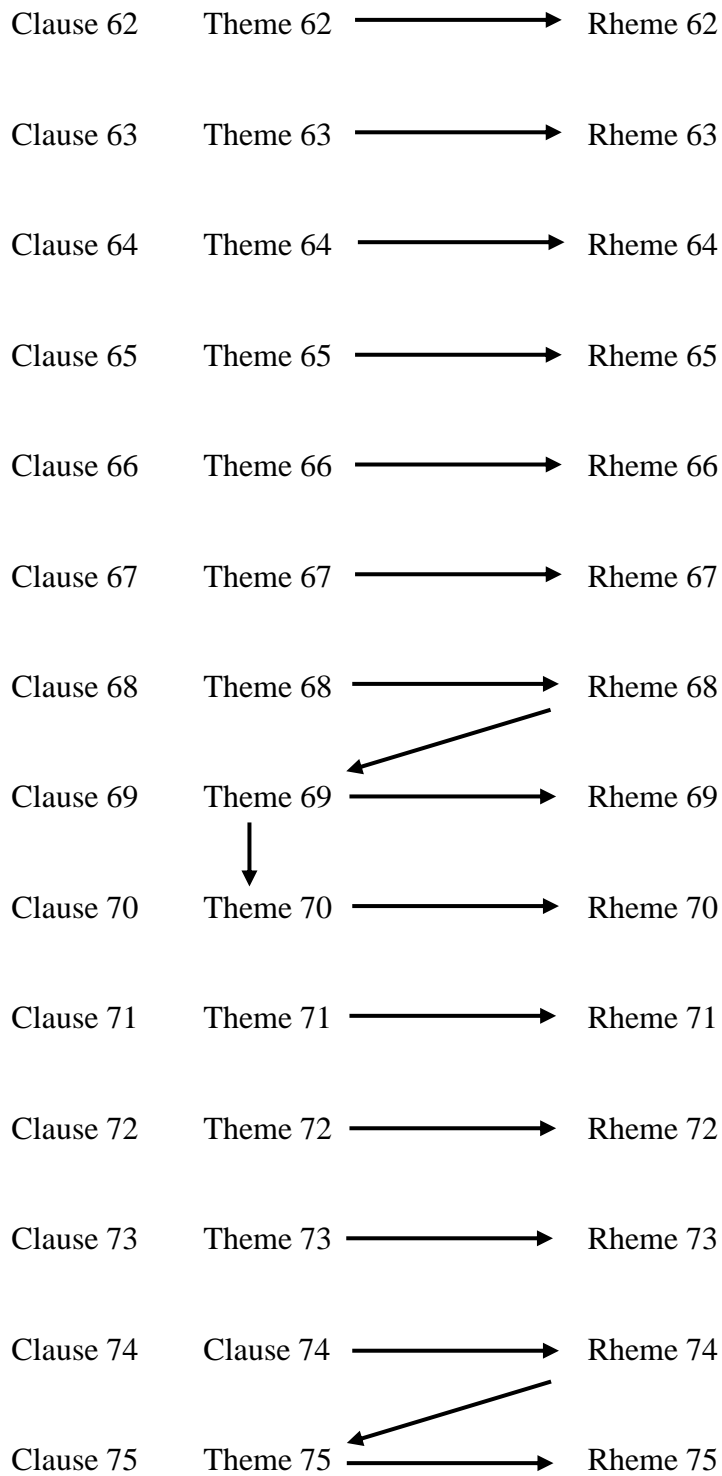 Clause 62 Theme 62 Rheme 62
Clause 63 Theme 63 Rheme 63
Clause 64 Theme 64 Rheme 64
Clause 65 Theme 65 Rheme 65
Clause 66 Theme 66 Rheme 66
Clause 67 Theme 67 Rheme 67
Clause 68 Theme 68 Rheme 68
Clause 69 Theme 69 Rheme 69
Clause 70 Theme 70 Rheme 70
Clause 71 Theme 71 Rheme 71
Clause 72 Theme 72 Rheme 72
Clause 73 Theme 73 Rheme 73
Clause 74 Clause 74 Rheme 74
Clause 75 Theme 75 Rheme 75